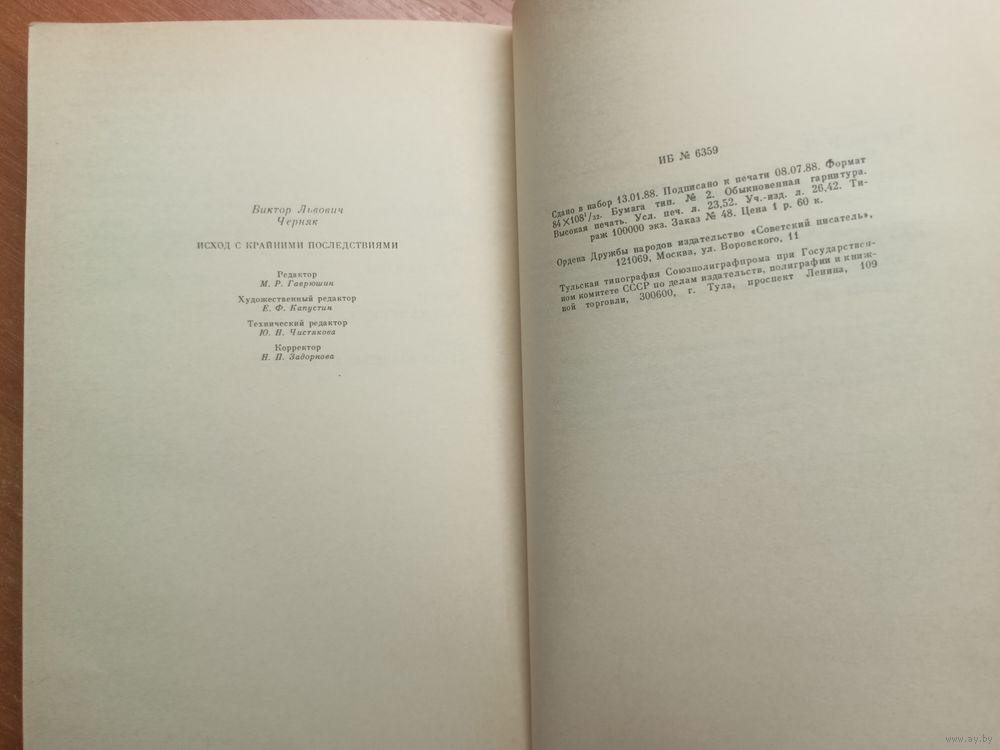 Виктор Львович
Черняк
ИСХОД С КРАЙНИМИ ПОСЛЕДСТВИЯМИ
Редактор
М. Р. Гаврюшин
Художественный редактор
Е. Ф. Капустин
Технический редактор
Ю. Н. Чистякова
Корректор
Н. П. Задорнова
ИБ № 6359
Сдано в набор 13.01.88. Подписано к печати 08.07.88. Формат
84×108¹/₃₂. Бумага тип. № 2. Обыкновенная гарнитура.
Высокая печать. Усл. печ. л. 23,52. Уч.-изд. л. 26,42. Ти-
раж 100000 экз. Заказ № 48. Цена 1 р. 60 к.
Ордена Дружбы народов издательство «Советский писатель»,
121069, Москва, ул. Воровского, 11
Тульская типография Союзполиграфпрома при Государствен-
ном комитете СССР по делам издательств, полиграфии и книж-
ной торговли, 300600, г. Тула, проспект Ленина, 109
www.ay.by